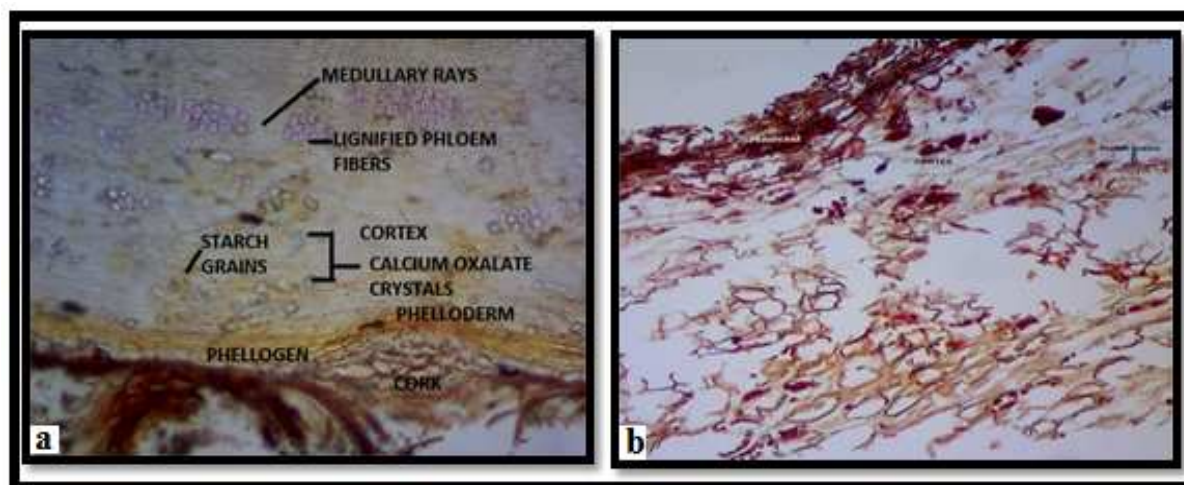 MEDULLARY RAYS
LIGNIFIED PHLOEM
FIBERS
STARCH
GRAINS
CORTEX
CALCIUM OXALATE
CRYSTALS
PHELLODERM
PHELLOGEN
CORK
a
CORTEX
b